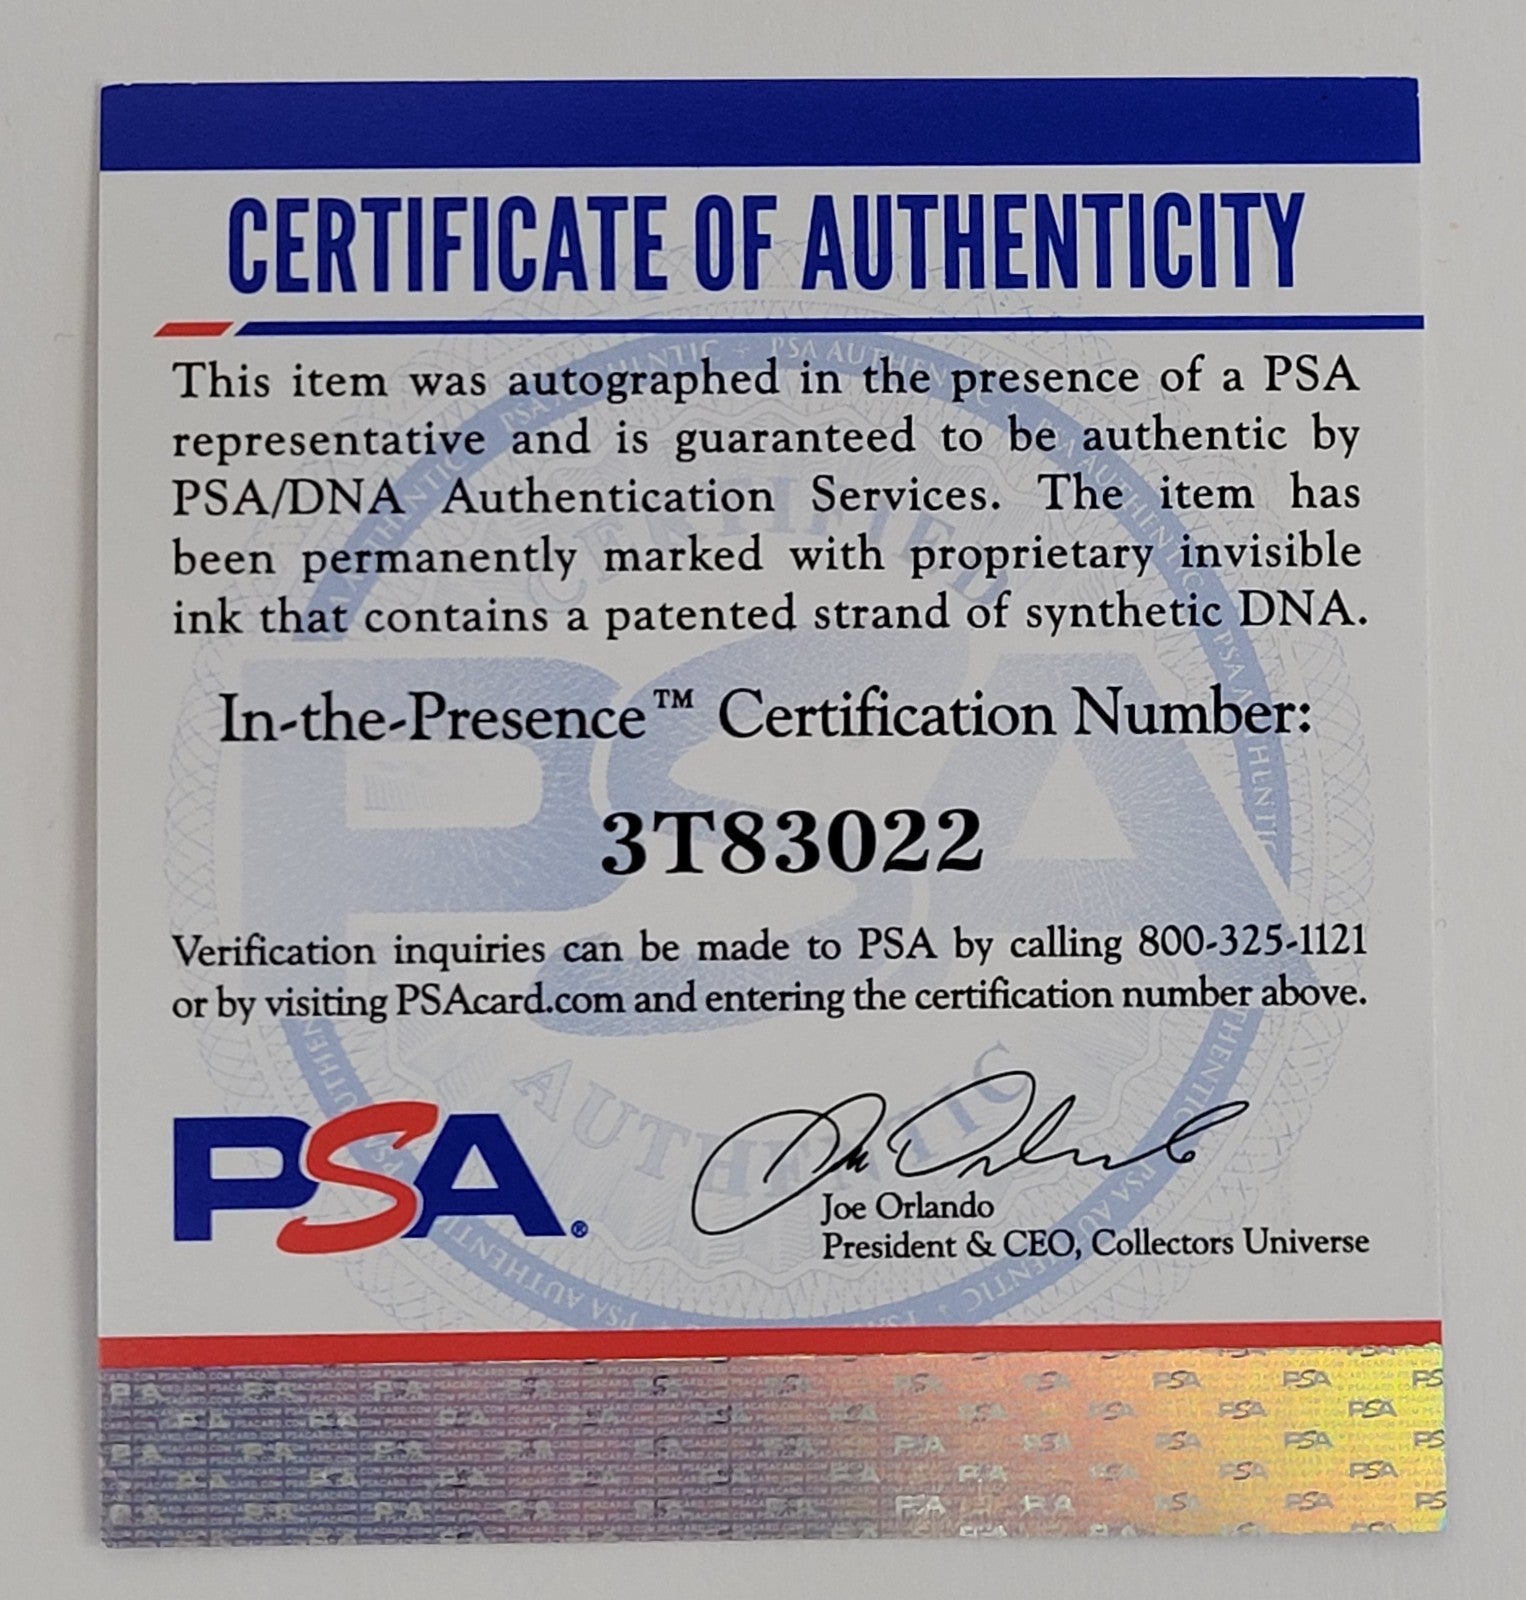 CERTIFICATE OF AUTHENTICITY
This item was autographed in the presence of a PSA
representative and is guaranteed to be authentic by
PSA/DNA Authentication Services. The item has
been permanently marked with proprietary invisible
ink that contains a patented strand of synthetic DNA.
In-the-Presence™ Certification Number:
3T83022
Verification inquiries can be made to PSA by calling 800-325-1121
or by visiting PSAcard.com and entering the certification number above.
PSA®
Joe Orlando
President & CEO, Collectors Universe
CERTIFIED
PSA
AUTHENTIC